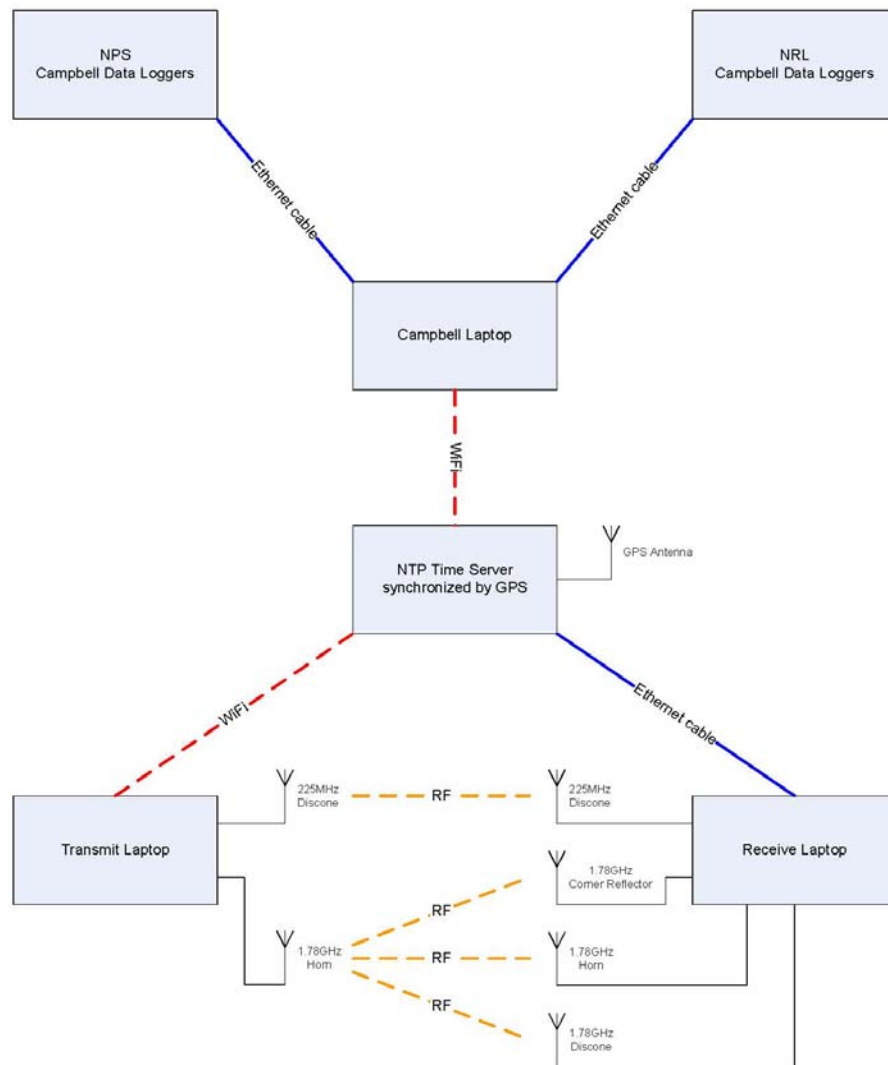 NPS
Campbell Data Loggers
NRL
Campbell Data Loggers
Ethernet cable
Ethernet cable
Campbell Laptop
WiFi
NTP Time Server
synchronized by GPS
GPS Antenna
WiFi
Ethernet cable
Transmit Laptop
225MHz
Discone
RF
225MHz
Discone
Receive Laptop
1.78GHz
Corner Reflector
RF
1.78GHz
Horn
RF
1.78GHz
Horn
RF
1.78GHz
Discone